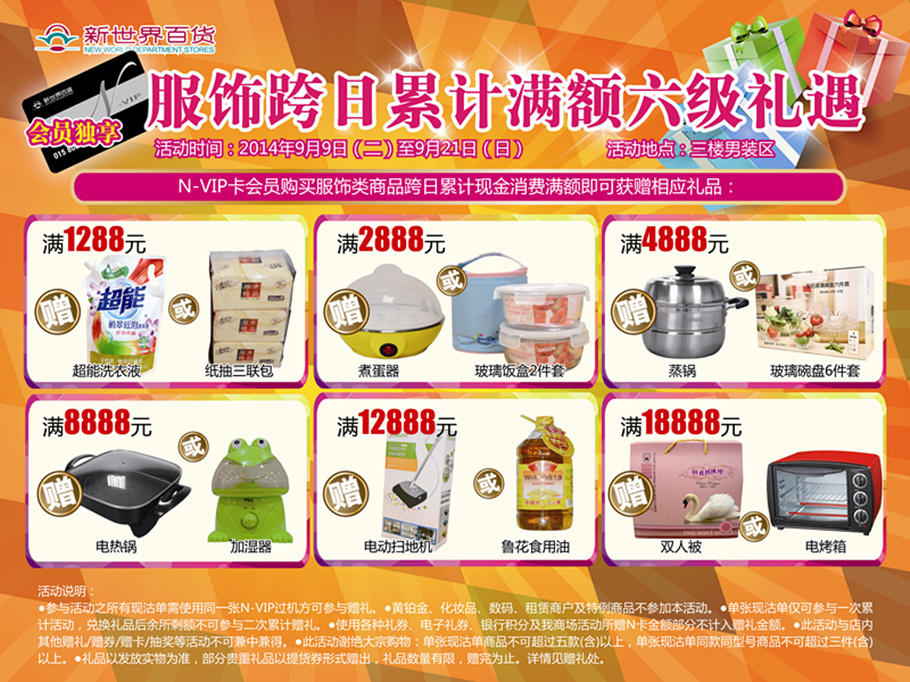 新世界百货
NEW WORLD DEPARTMENT STORES
新世界百货
N-VIP
会员独享
服饰跨日累计满额六级礼遇
活动时间：2014年9月9日（二）至9月21日（日）
活动地点：三楼男装区
N-VIP卡会员购买服饰类商品跨日累计现金消费满额即可获赠相应礼品：
满1288元
赠
超能
或
超能洗衣液
纸抽三联包
满2888元
赠
或
煮蛋器
玻璃饭盒2件套
满4888元
赠
或
蒸锅
玻璃碗盘6件套
满8888元
赠
或
电热锅
加湿器
满12888元
赠
或
电动扫地机
鲁花食用油
满18888元
赠
或
双人被
电烤箱
活动说明：
●参与活动之所有现沽单需使用同一张N-VIP过机方可参与赠礼。●黄铂金、化妆品、数码、租赁商户及特例商品不参加本活动。●单张现沽单仅可参与一次累
计活动，兑换礼品后余所剩额不可参与二次累计赠礼。●使用各种礼券、电子礼券、银行积分及我商场活动所赠N卡金额部分不计入赠礼金额。●此活动与店内
其他赠礼/赠券/赠卡/抽奖等活动不可兼中兼得。●此活动谢绝大宗购物：单张现沽单商品不可超过五款(含)以上，单张现沽单同款同型号商品不可超过三件(含)
以上。●礼品以发放实物为准，部分贵重礼品以提货券形式赠出，礼品数量有限，赠完为止。详情见赠礼处。